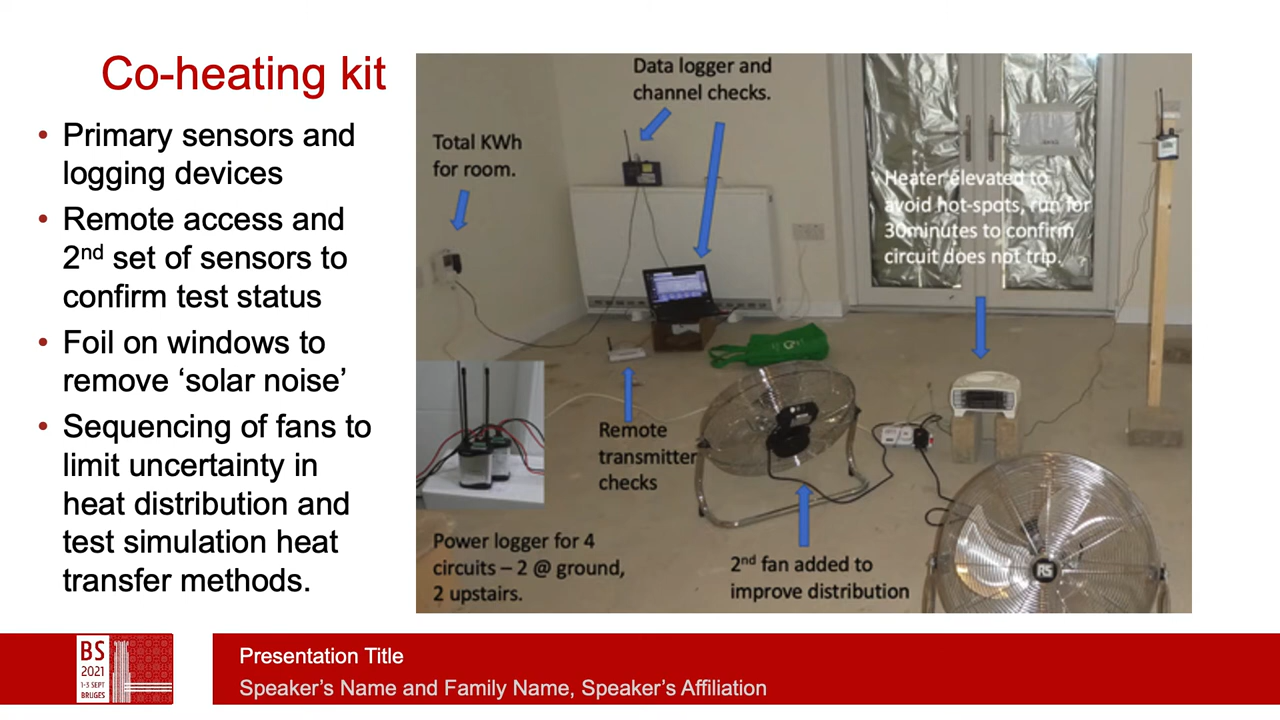 Co-heating kit
• Primary sensors and
logging devices
• Remote access and
2nd set of sensors to
confirm test status
• Foil on windows to
remove ‘solar noise’
• Sequencing of fans to
limit uncertainty in
heat distribution and
test simulation heat
transfer methods.
Data logger and
channel checks.
Total KWh
for room.
Heater elevated to
avoid hot-spots, run for
30minutes to confirm
circuit does not trip.
Remote
transmitter
checks
Power logger for 4
circuits – 2 @ ground,
2 upstairs.
2nd fan added to
improve distribution
RS
BS
2021
1-3 SEPT
BRUGES
Presentation Title
Speaker’s Name and Family Name, Speaker’s Affiliation